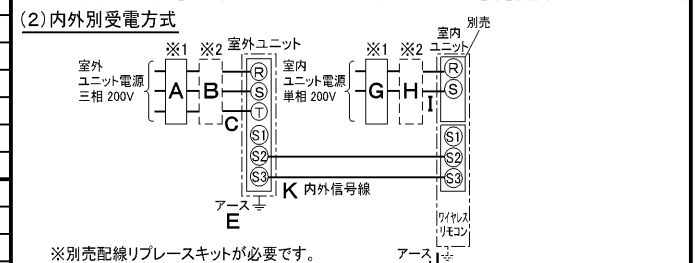 (2)内外別受電方式
※1 ※2 室外ユニット
室外
ユニット電源
三相 200V
A B C
R
S
T
S1
S2
S3
アース
E
K 内外信号線
※1 ※2
室内
ユニット
別売
室内
ユニット電源
単相 200V
G H I
R
S
S1
S2
S3
ワイヤレス
リモコン
アース
※別売配線リプレースキットが必要です。